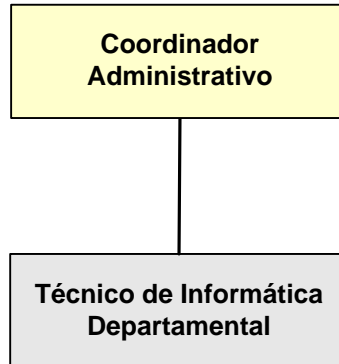 Coordinador
Administrativo
Técnico de Informática
Departamental